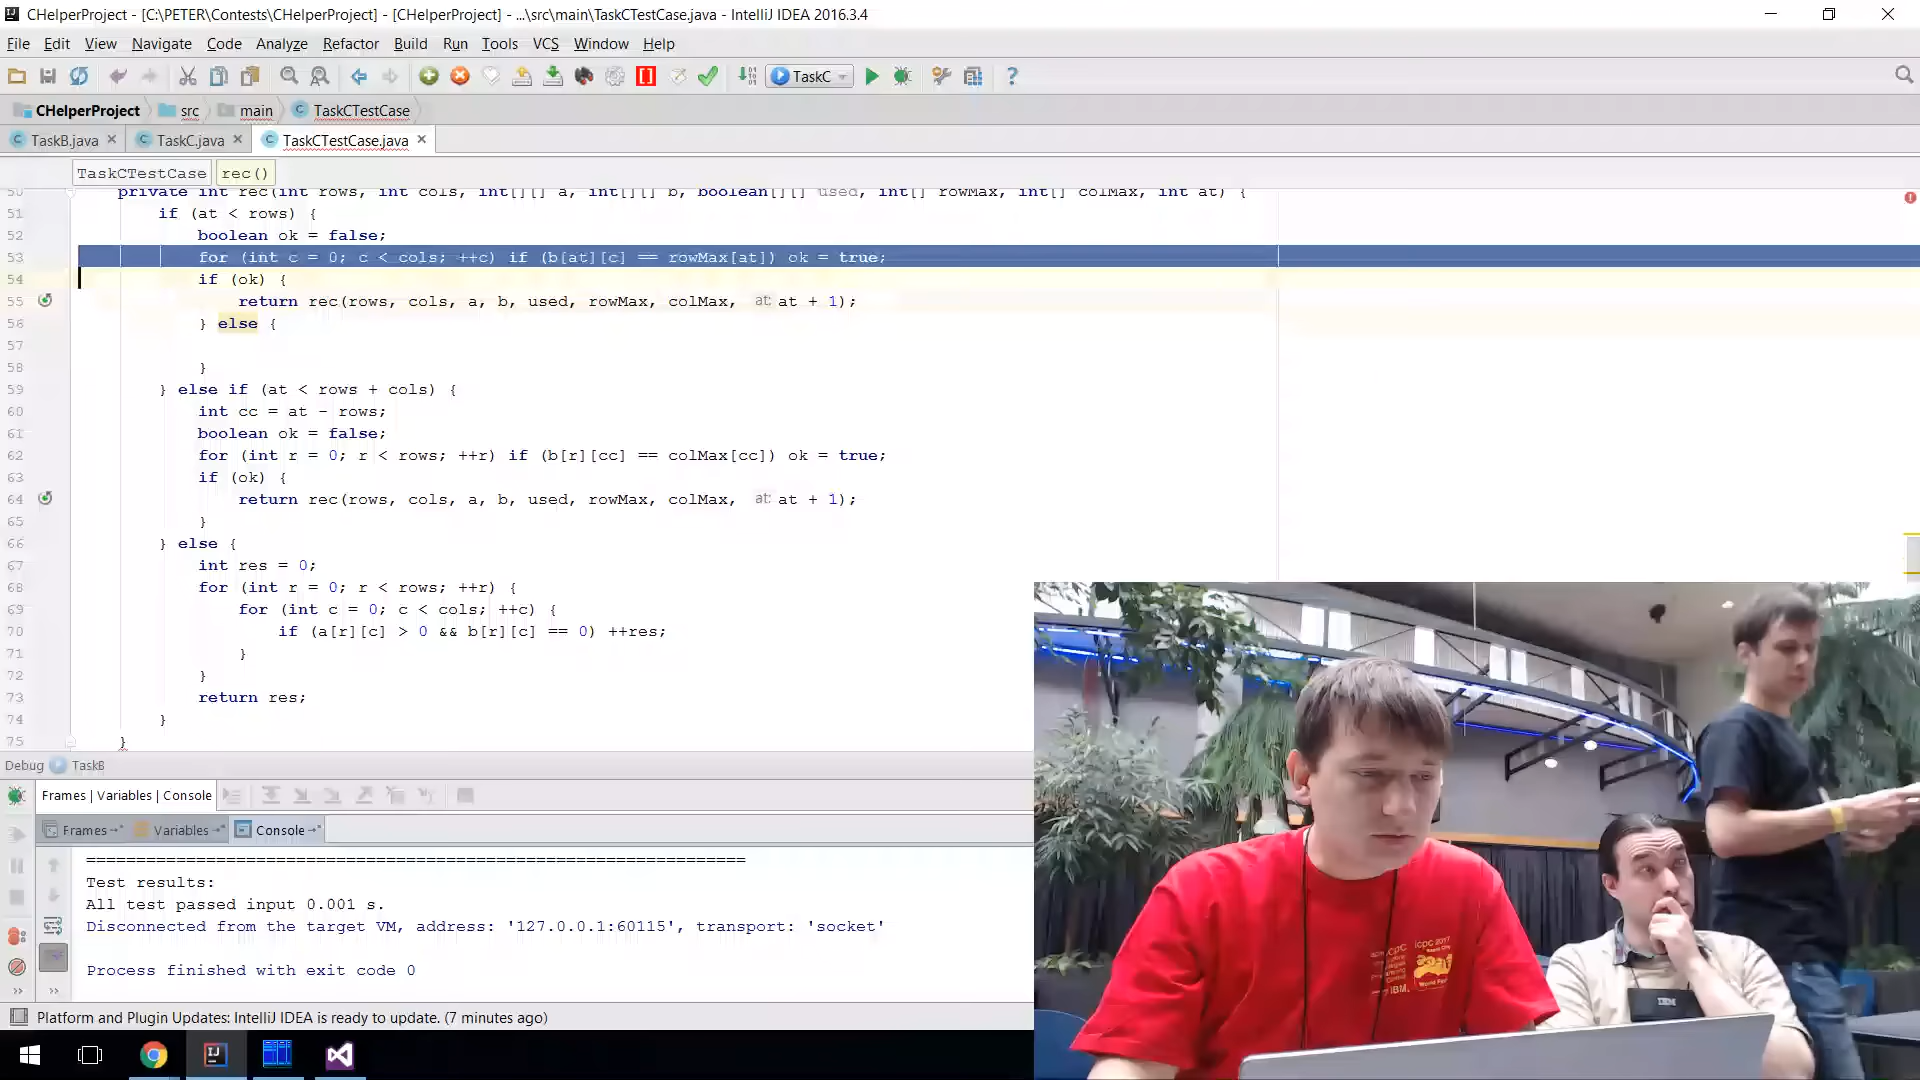 CHelperProject - [C:\PETER\Contests\CHelperProject] - [CHelperProject] - ...\src\main\TaskCTestCase.java - IntelliJ IDEA 2016.3.4
File Edit View Navigate Code Analyze Refactor Build Run Tools VCS Window Help
TaskC
CHelperProject src main TaskCTestCase
TaskB.java TaskC.java TaskCTestCase.java
TaskCTestCase rec()
50 private int rec(int rows, int cols, int[][] a, int[][] b, boolean[][] used, int[] rowMax, int[] colMax, int at) {
51 if (at < rows) {
52 boolean ok = false;
53 for (int c = 0; c < cols; ++c) if (b[at][c] == rowMax[at]) ok = true;
54 if (ok) {
55 return rec(rows, cols, a, b, used, rowMax, colMax, at: at + 1);
56 } else {
57
58 }
59 } else if (at < rows + cols) {
60 int cc = at - rows;
61 boolean ok = false;
62 for (int r = 0; r < rows; ++r) if (b[r][cc] == colMax[cc]) ok = true;
63 if (ok) {
64 return rec(rows, cols, a, b, used, rowMax, colMax, at: at + 1);
65 }
66 } else {
67 int res = 0;
68 for (int r = 0; r < rows; ++r) {
69 for (int c = 0; c < cols; ++c) {
70 if (a[r][c] > 0 && b[r][c] == 0) ++res;
71 }
72 }
73 return res;
74 }
75 }
Debug TaskB
Frames | Variables | Console
Frames Variables Console
==================================================================
Test results:
All test passed input 0.001 s.
Disconnected from the target VM, address: '127.0.0.1:60115', transport: 'socket'
Process finished with exit code 0
Platform and Plugin Updates: IntelliJ IDEA is ready to update. (7 minutes ago)
icpc 2017
IBM.
IBM